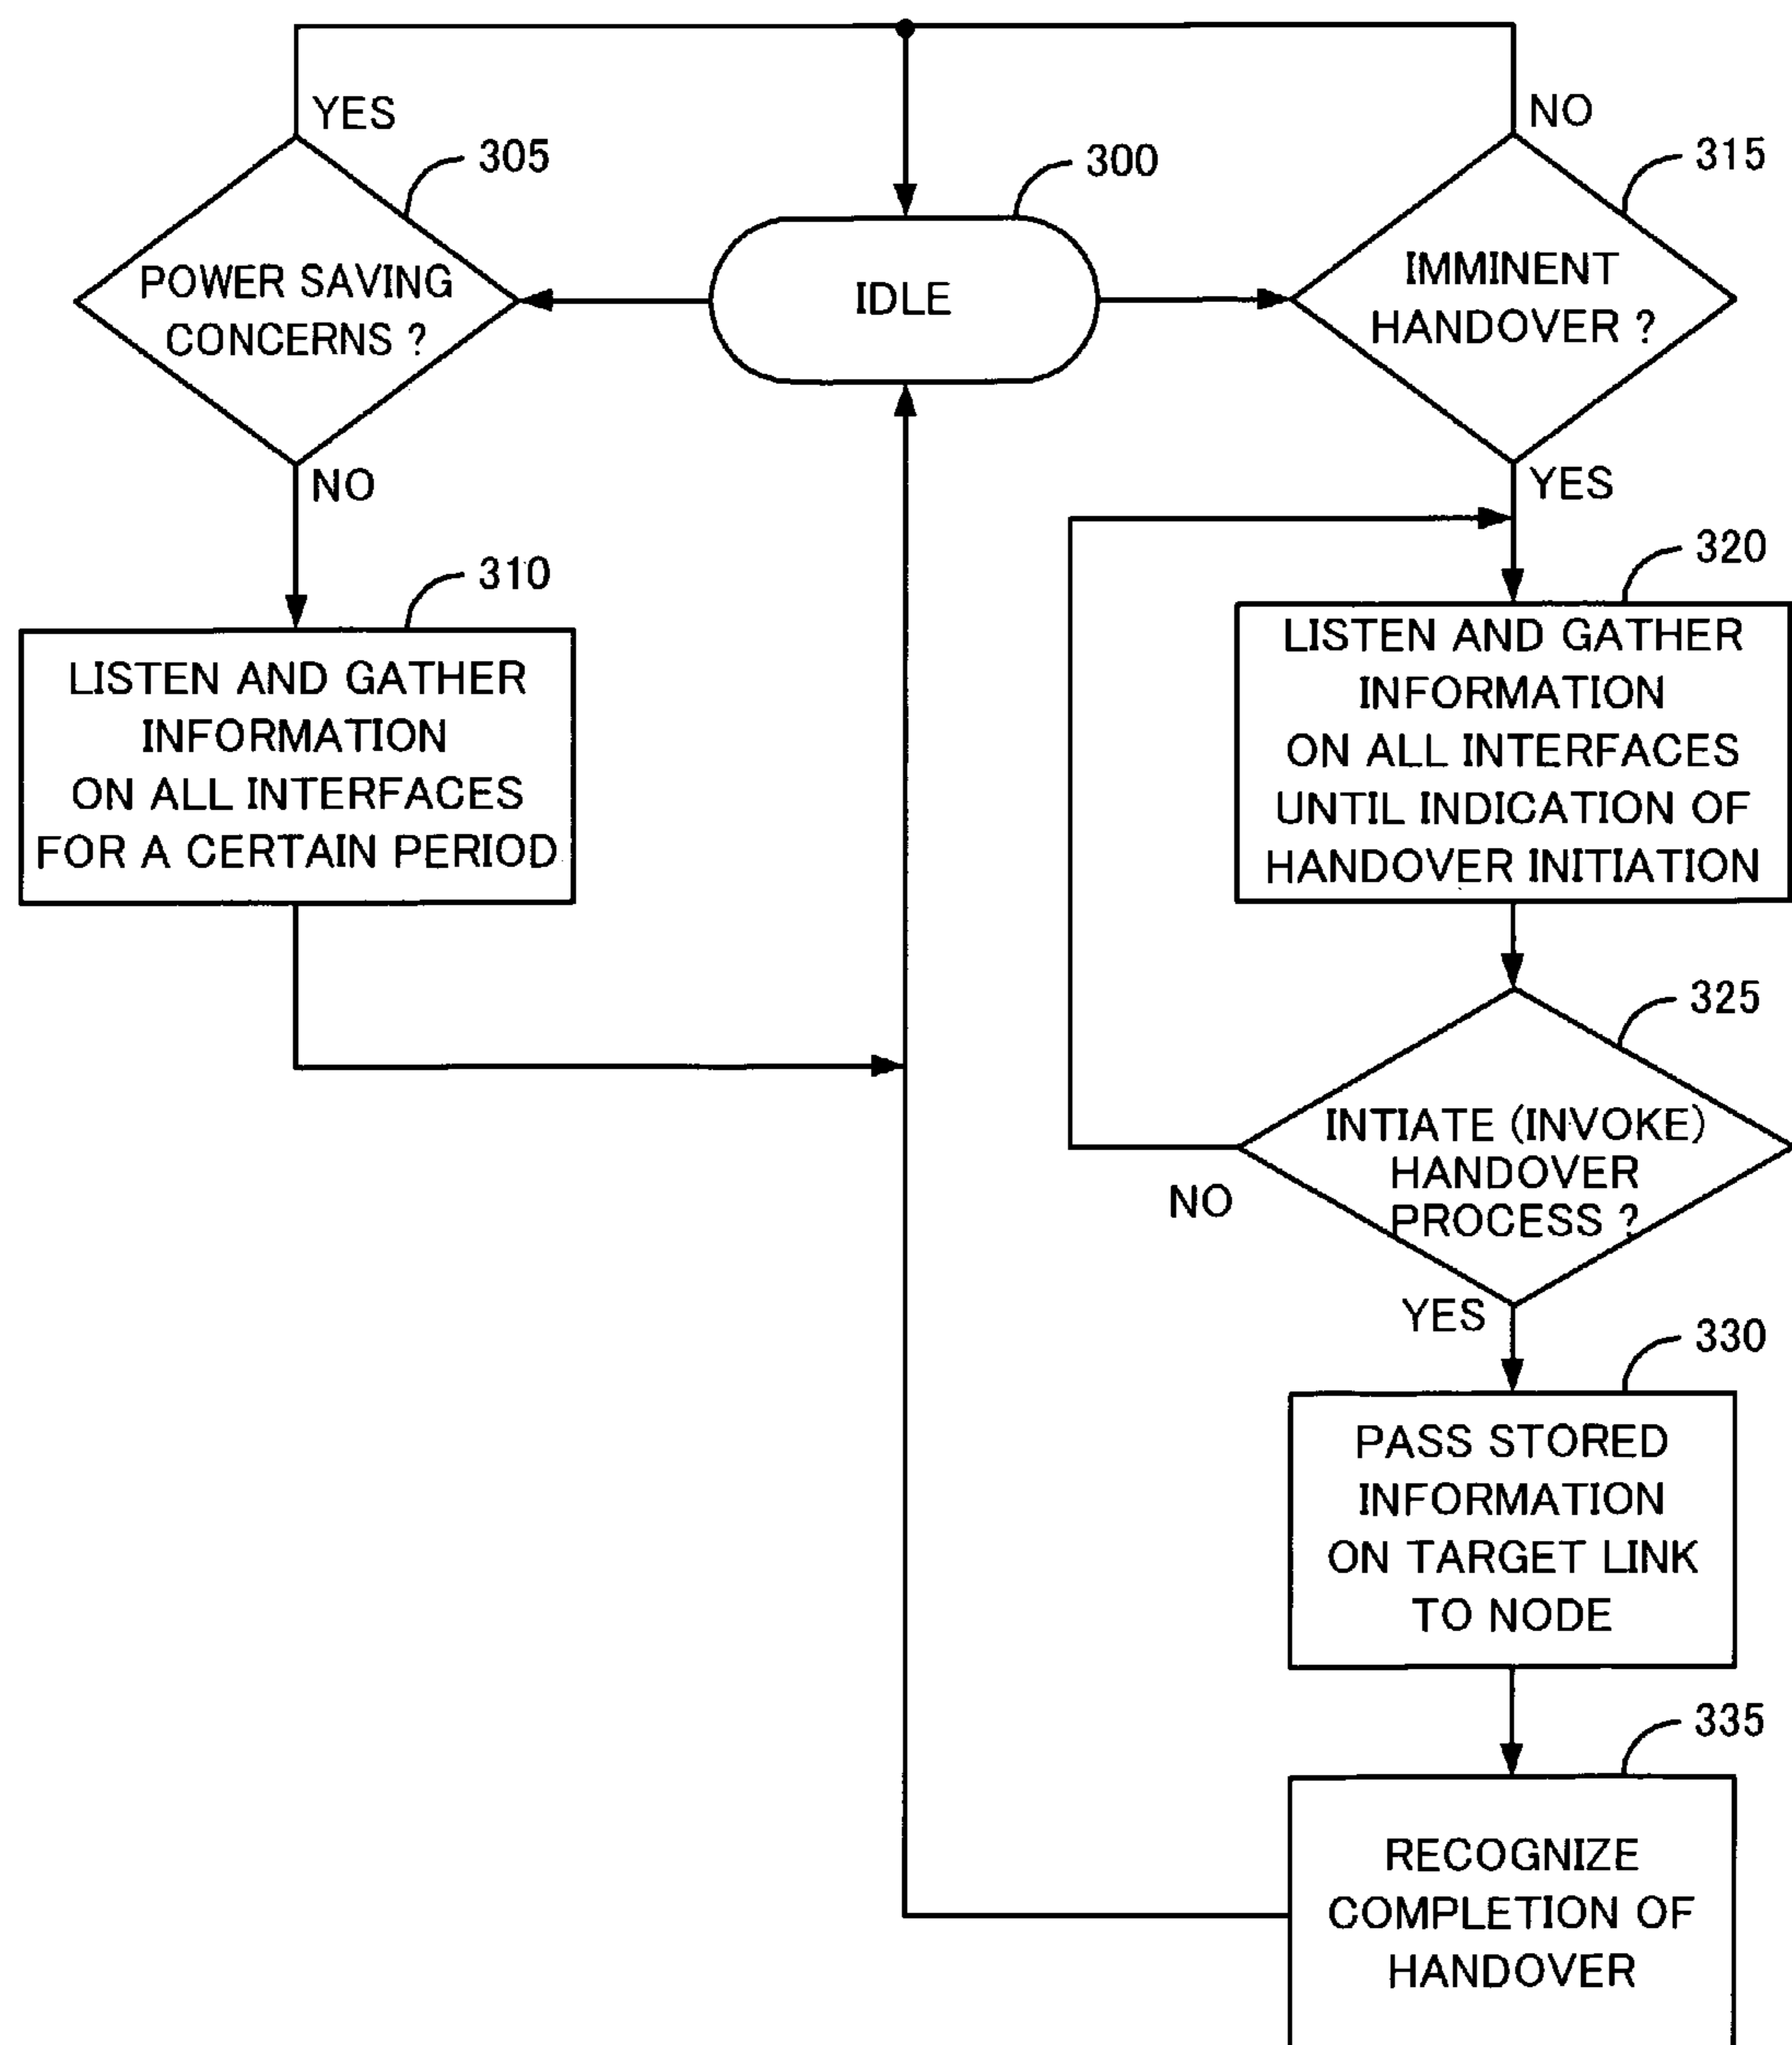 YES
NO
305
300
315
POWER SAVING
CONCERNS ?
IDLE
IMMINENT
HANDOVER ?
NO
YES
310
320
LISTEN AND GATHER
INFORMATION
ON ALL INTERFACES
FOR A CERTAIN PERIOD
LISTEN AND GATHER
INFORMATION
ON ALL INTERFACES
UNTIL INDICATION OF
HANDOVER INITIATION
325
INTIATE (INVOKE)
HANDOVER
PROCESS ?
NO
YES
330
PASS STORED
INFORMATION
ON TARGET LINK
TO NODE
335
RECOGNIZE
COMPLETION OF
HANDOVER